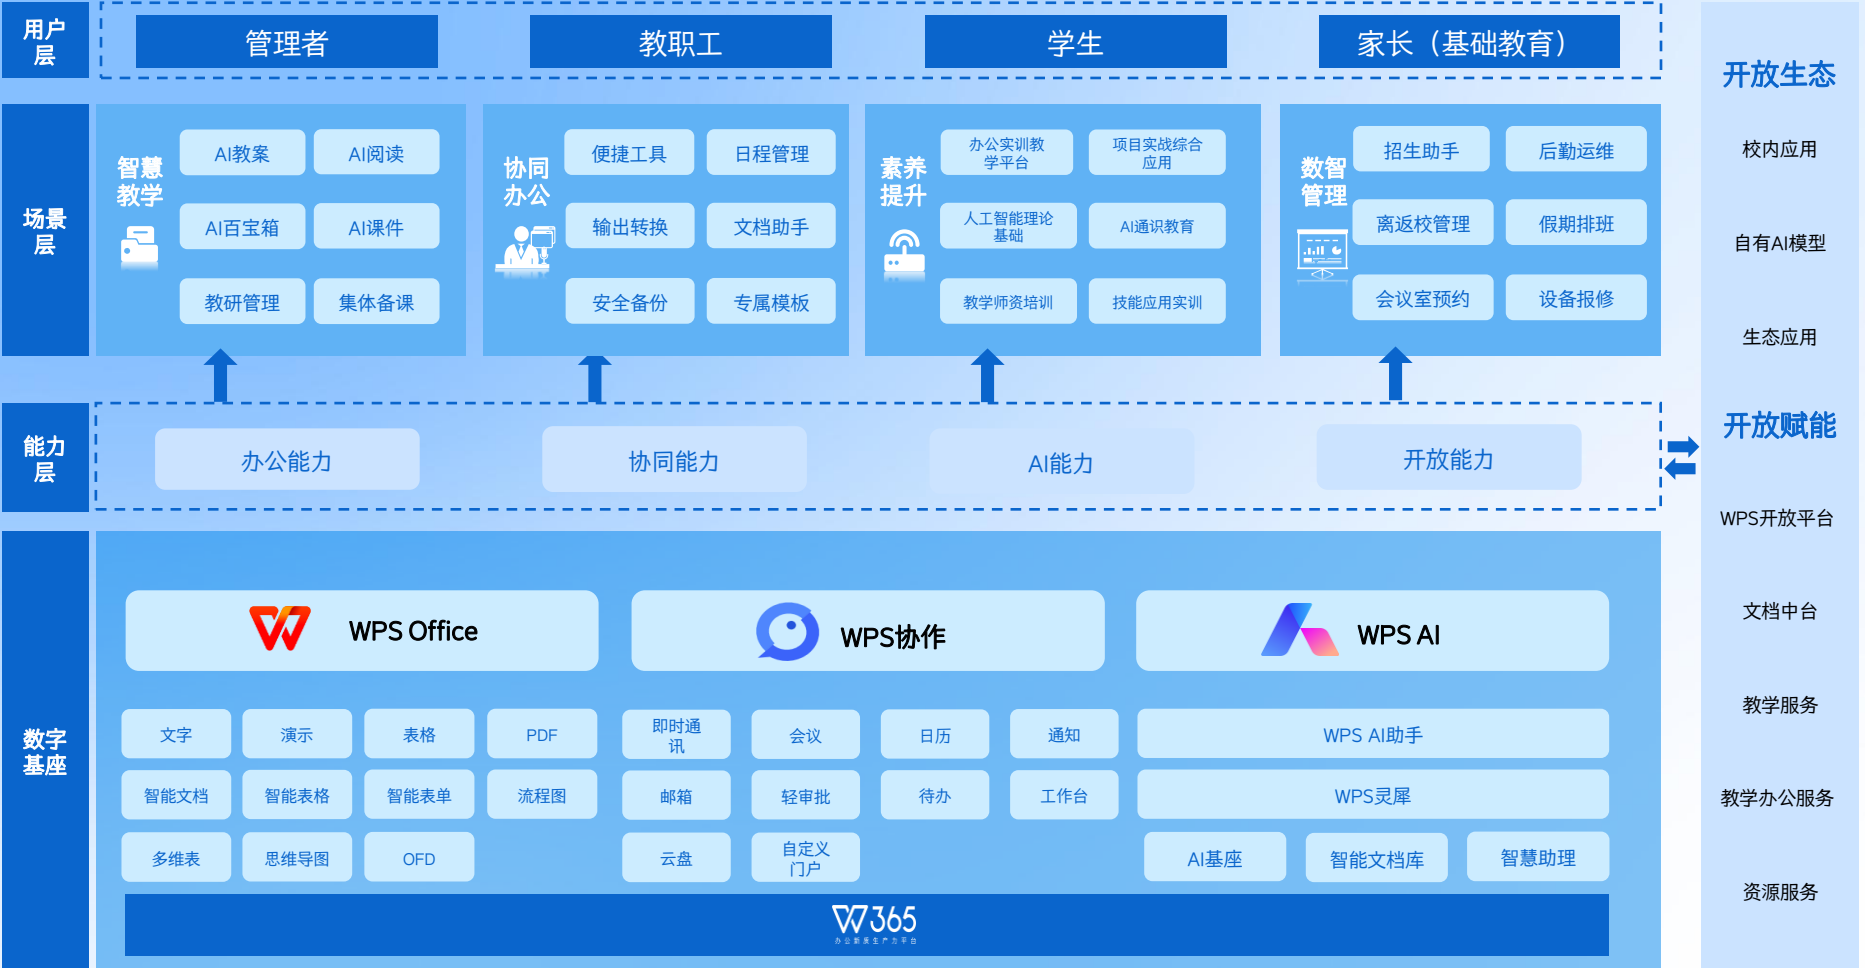 用户
层
管理者
教职工
学生
家长（基础教育）
场景
层
智慧
教学
AI教案
AI阅读
AI百宝箱
AI课件
教研管理
集体备课
协同
办公
便捷工具
日程管理
输出转换
文档助手
安全备份
专属模板
素养
提升
办公实训教
学平台
项目实战综合
应用
人工智能理论
基础
AI通识教育
教学师资培训
技能应用实训
数智
管理
招生助手
后勤运维
离返校管理
假期排班
会议室预约
设备报修
能力
层
办公能力
协同能力
AI能力
开放能力
数字
基座
WPS Office
文字
演示
表格
PDF
智能文档
智能表格
智能表单
流程图
多维表
思维导图
OFD
WPS协作
即时通
讯
会议
日历
通知
邮箱
轻审批
待办
工作台
云盘
自定义
门户
WPS AI
WPS AI助手
WPS灵犀
AI基座
智能文档库
智慧助理
W365
办公新质生产力平台
开放生态
校内应用
自有AI模型
生态应用
开放赋能
WPS开放平台
文档中台
教学服务
教学办公服务
资源服务